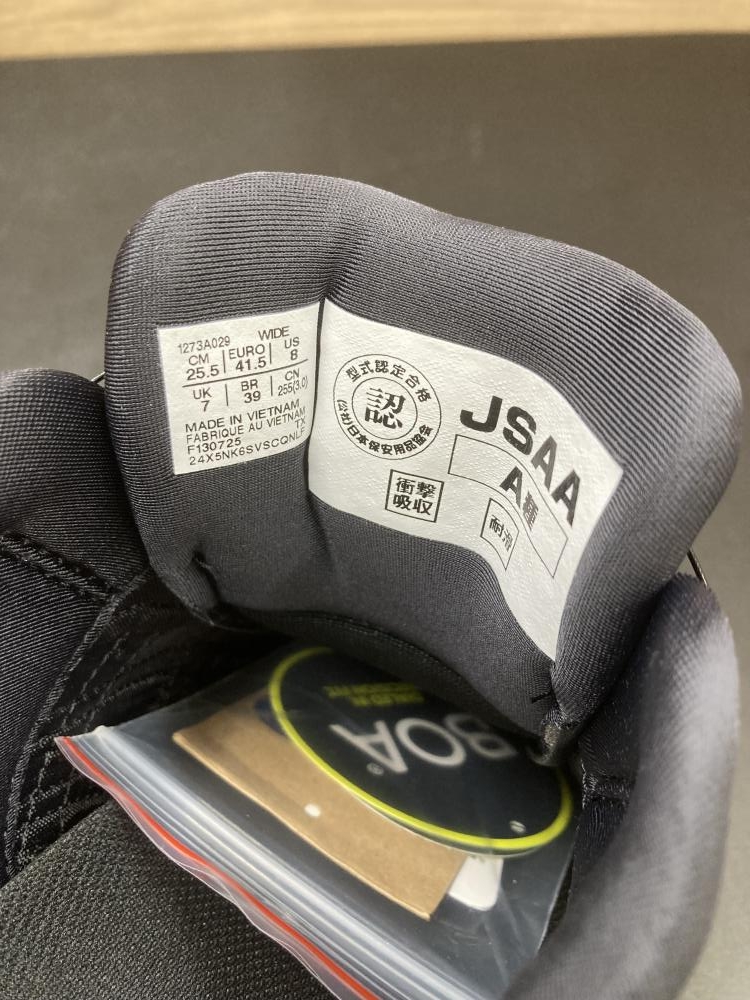 1273A029 WIDE
CM EURO US
25.5 41.5 8
UK BR CN
7 39 255(3.0)
MADE IN VIETNAM
FABRIQUE AU VIETNAM
F130725 TX
24X5NK6SVSCQNLF
型式認定合格
認
(公社)日本保安用品協会
JSAA
A種
衝撃
吸収
耐滑
BOA